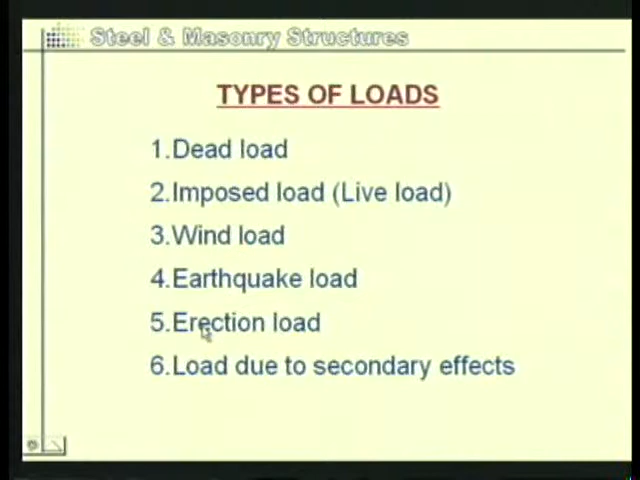 Steel & Masonry Structures
TYPES OF LOADS
1.Dead load
2.Imposed load (Live load)
3.Wind load
4.Earthquake load
5.Erection load
6.Load due to secondary effects